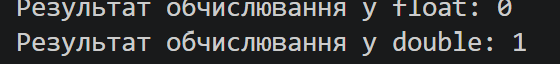 Результат обчислювання у float: 0
Результат обчислювання у double: 1